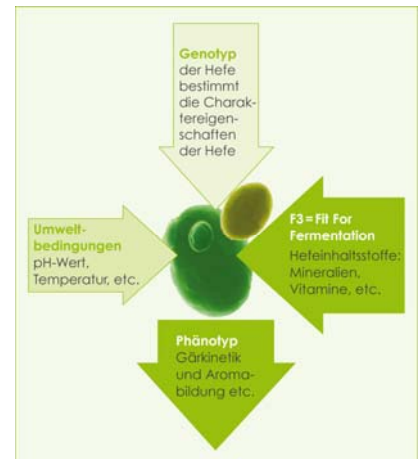 Genotyp
der Hefe
bestimmt
die Charak-
tereigen-
schaften
der Hefe
Umwelt-
bedingungen
pH-Wert,
Temperatur, etc.
F3=Fit For
Fermentation
Hefeinhaltsstoffe:
Mineralien,
Vitamine, etc.
Phänotyp
Gärkinetik
und Aroma-
bildung etc.